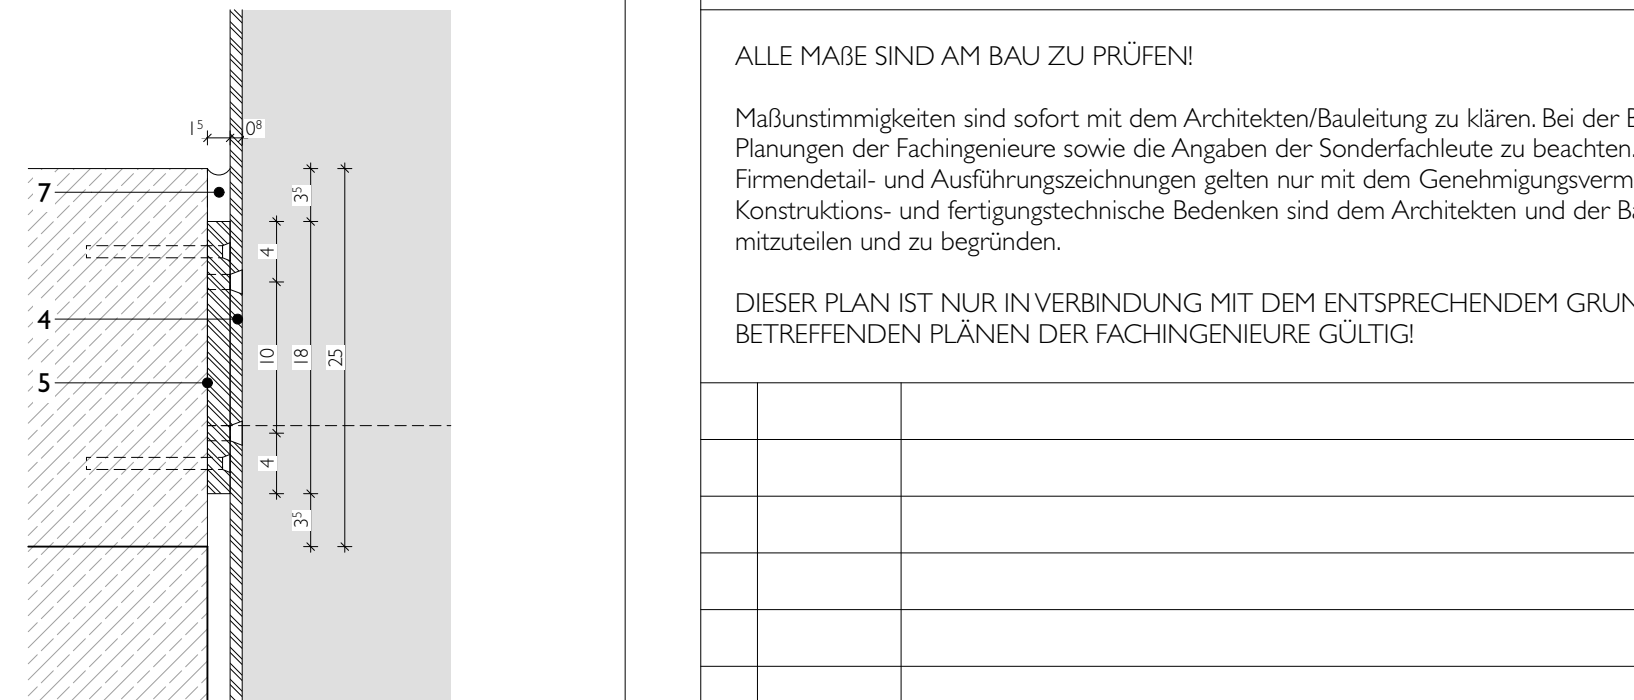 1⁵
0⁸
7
3⁵
4
4
10
18
25
5
4
3⁵
ALLE MAßE SIND AM BAU ZU PRÜFEN!
Maßunstimmigkeiten sind sofort mit dem Architekten/Bauleitung zu klären. Bei der
Planungen der Fachingenieure sowie die Angaben der Sonderfachleute zu beachten.
Firmendetail- und Ausführungszeichnungen gelten nur mit dem Genehmigungsverm
Konstruktions- und fertigungstechnische Bedenken sind dem Architekten und der Ba
mitzuteilen und zu begründen.
DIESER PLAN IST NUR IN VERBINDUNG MIT DEM ENTSPRECHENDEM GRUN
BETREFFENDEN PLÄNEN DER FACHINGENIEURE GÜLTIG!